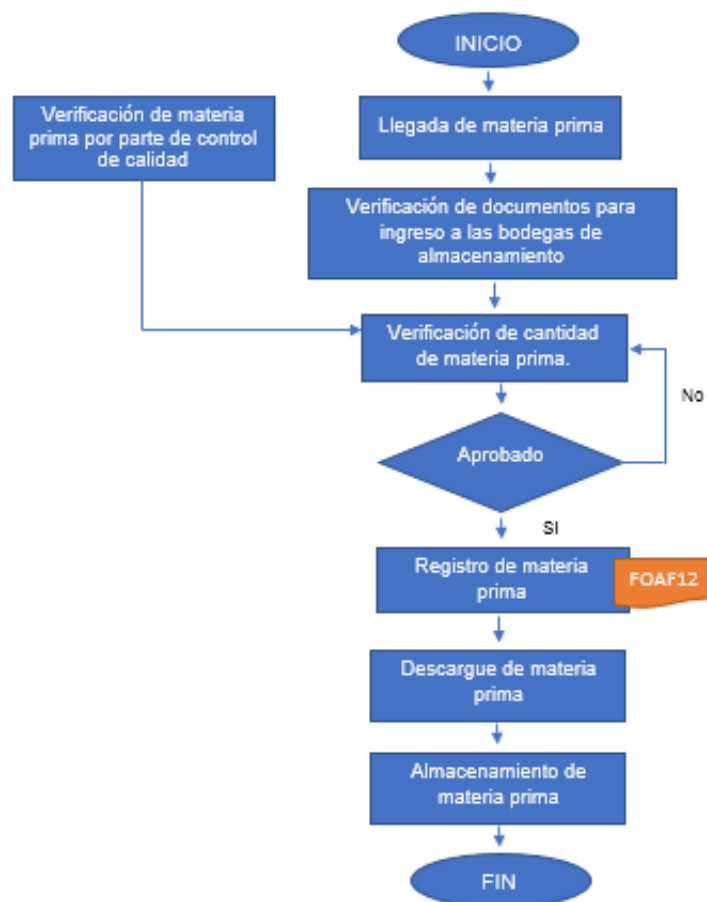 INICIO
Verificación de materia
prima por parte de control
de calidad
Llegada de materia prima
Verificación de documentos para
ingreso a las bodegas de
almacenamiento
Verificación de cantidad
de materia prima.
No
Aprobado
SI
Registro de materia
prima
FOAF12
Descargue de materia
prima
Almacenamiento de
materia prima
FIN